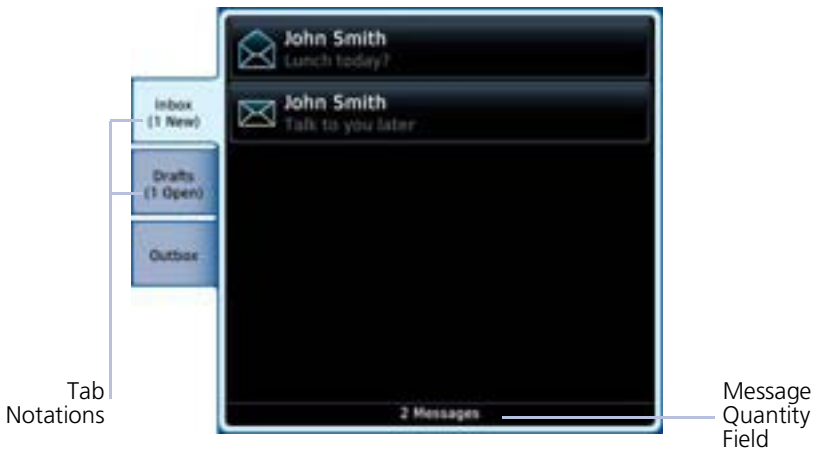 John Smith
Lunch today?
John Smith
Talk to you later
Inbox
(1 New)
Drafts
(1 Open)
Outbox
2 Messages
Tab
Notations
Message
Quantity
Field